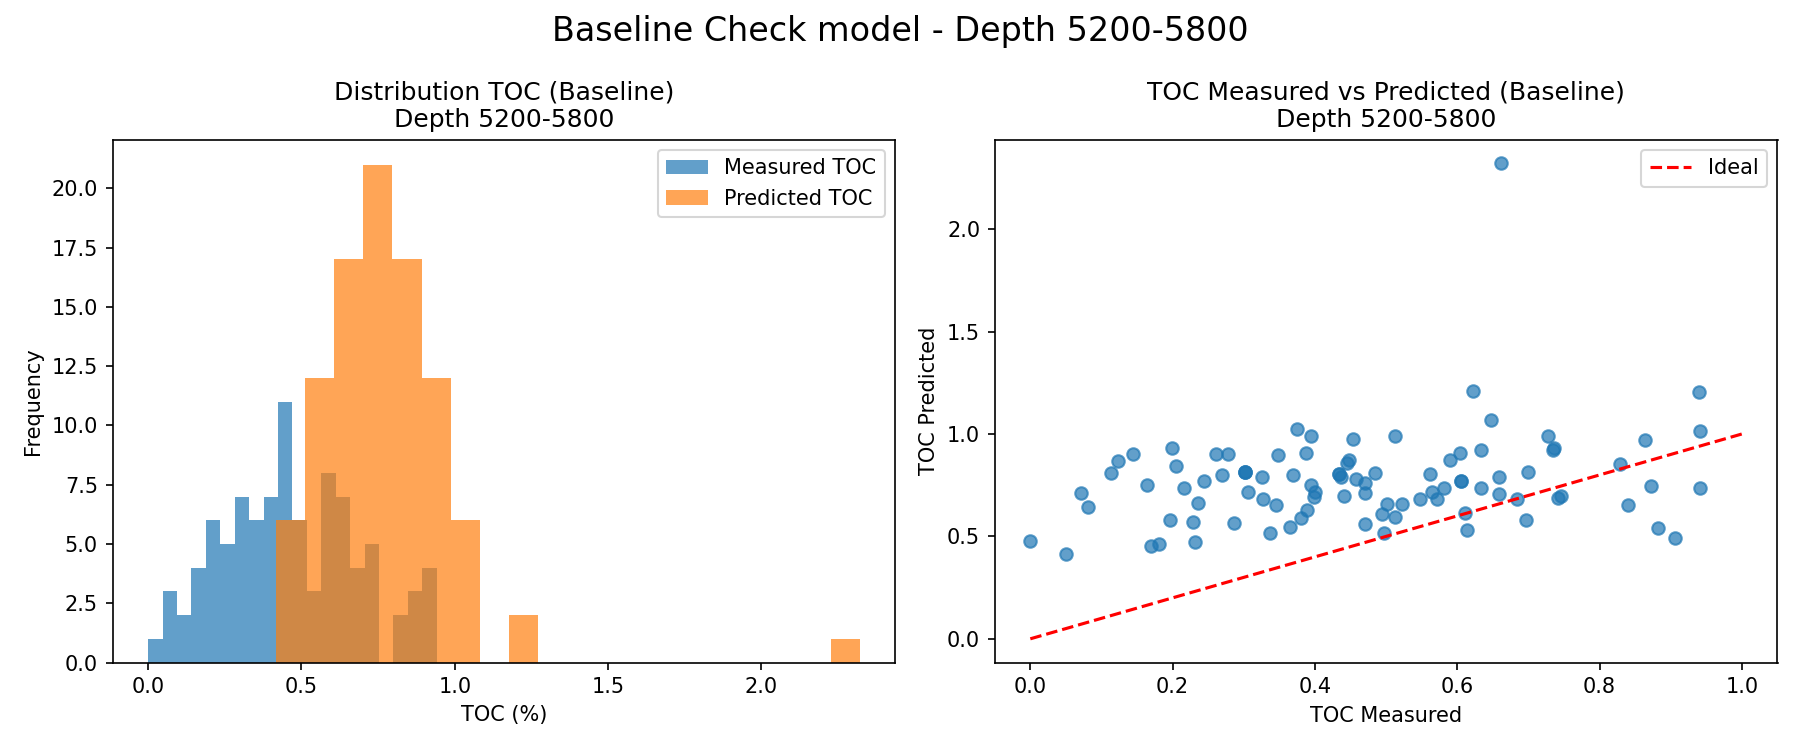 Baseline Check model - Depth 5200-5800
Distribution TOC (Baseline)
Depth 5200-5800
Measured TOC
Predicted TOC
Frequency
20.0
17.5
15.0
12.5
10.0
7.5
5.0
2.5
0.0
0.0 0.5 1.0 1.5 2.0
TOC (%)
TOC Measured vs Predicted (Baseline)
Depth 5200-5800
Ideal
TOC Predicted
2.0
1.5
1.0
0.5
0.0
0.0 0.2 0.4 0.6 0.8 1.0
TOC Measured